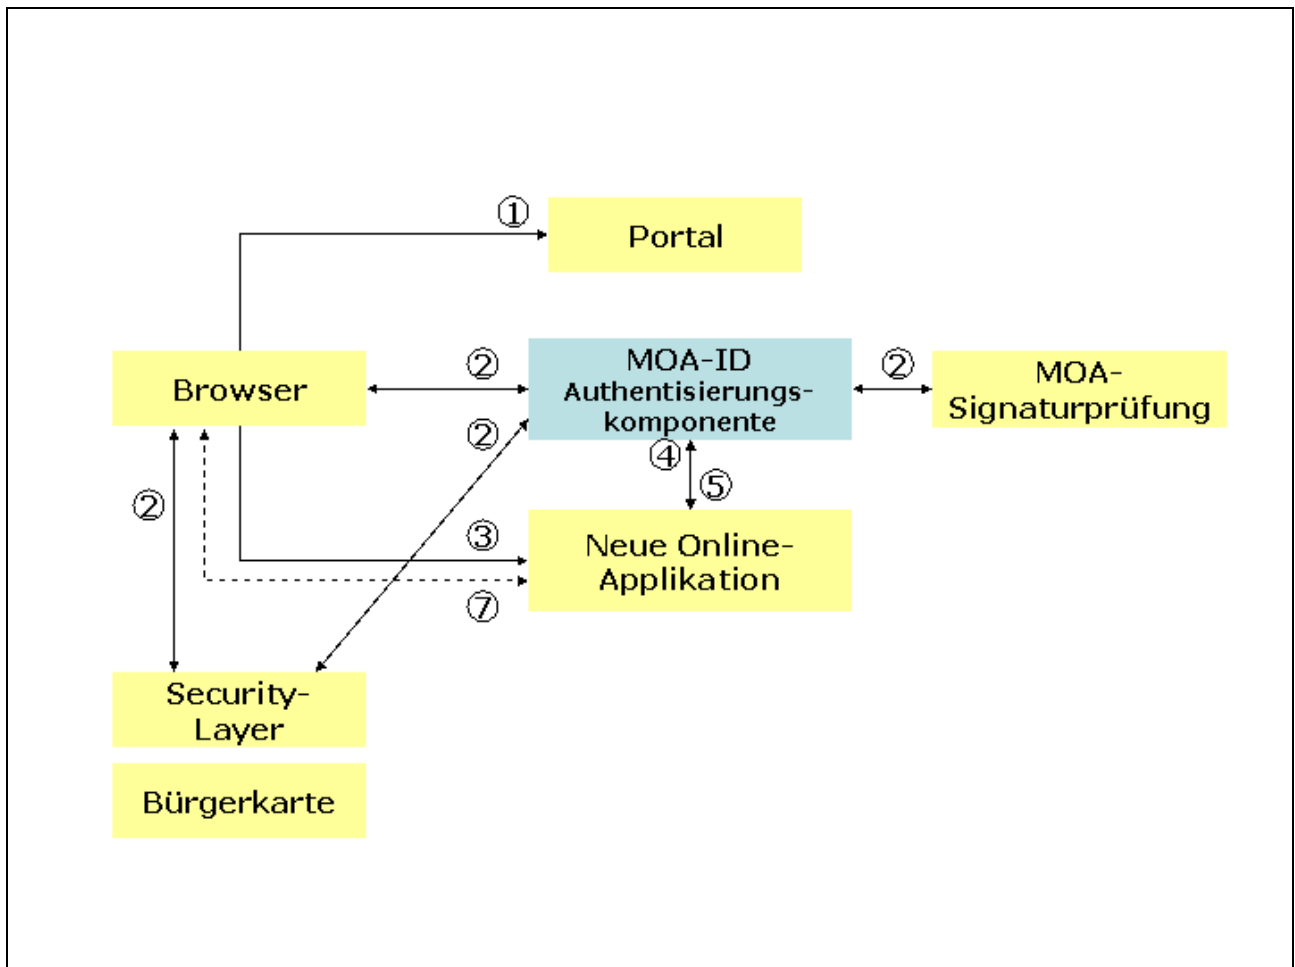 ①
Portal
Browser
②
MOA-ID
Authentisierungs-
komponente
②
MOA-
Signaturprüfung
②
④
⑤
②
③
Neue Online-
Applikation
⑦
Security-
Layer
Bürgerkarte